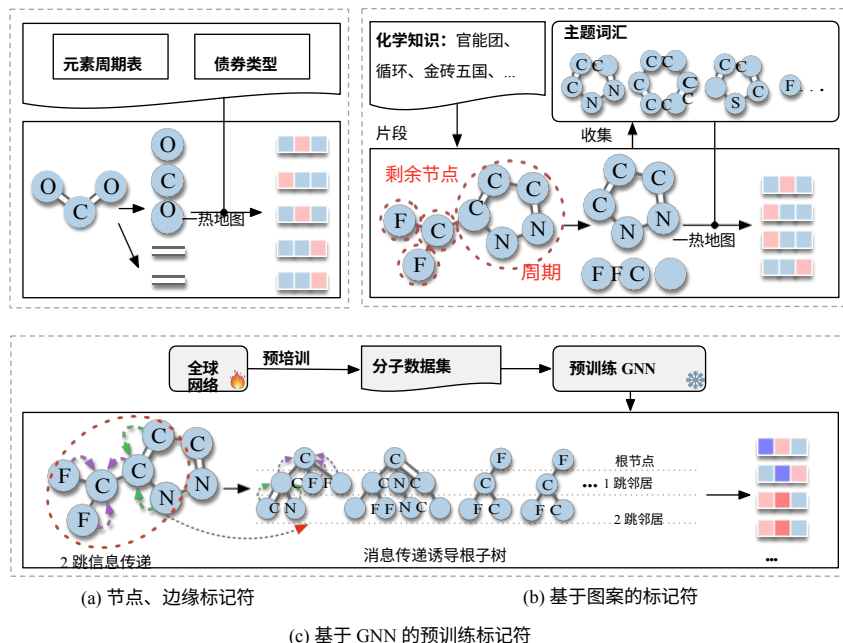 元素周期表
债券类型
O
O
C
O
C
O
一热地图
化学知识：官能团、
循环、金砖五国、...
主题词汇
C C
C N N
C C
C C
C C
C C
C C
S
F
. . .
片段
收集
剩余节点
F
C
F
C
C
C
N
N
周期
C
C
C
N
N
F F C
一热地图
全球
网络
预培训
分子数据集
预训练 GNN
F
C
F
C
C
C
N
N
2 跳信息传递
C
C F F
C N
C
C N C
F F N C
C
F
C
F C
F
C
F C
根节点
... 1 跳邻居
2 跳邻居
消息传递诱导根子树
...
(a) 节点、边缘标记符
(b) 基于图案的标记符
(c) 基于 GNN 的预训练标记符